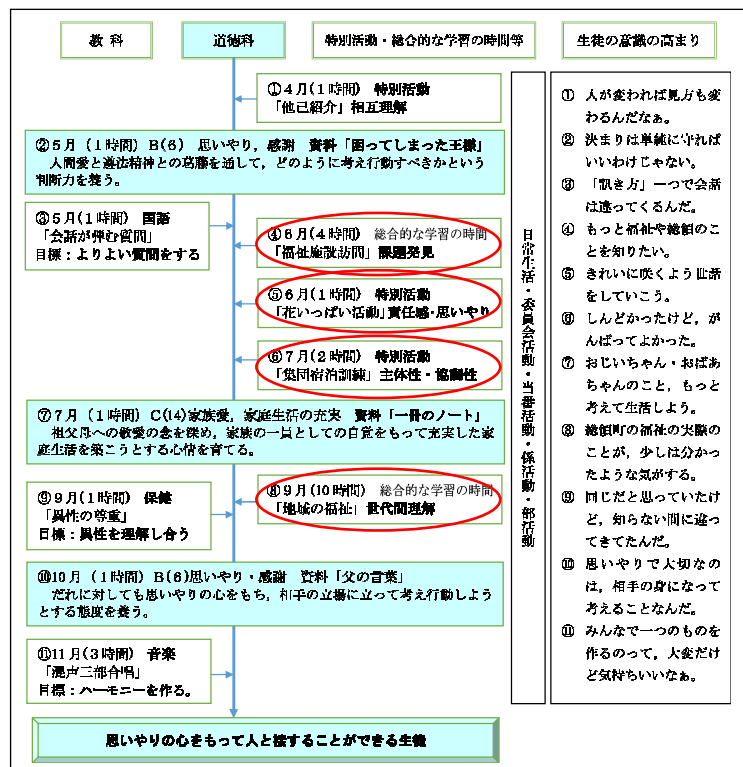 教 科
道徳科
特別活動・総合的な学習の時間等
生徒の意識の高まり
①４月(１時間)　特別活動
「他己紹介」相互理解
②５月 (１時間) Ｂ(６)　思いやり，感謝　資料「困ってしまった王様」
人間愛と遵法精神との葛藤を通して，どのように考え行動すべきかという
判断力を養う。
③５月(１時間)　国語
「会話が弾む質問」
目標：よりよい質問をする
④６月(４時間)　総合的な学習の時間
「福祉施設訪問」課題発見
⑤６月(１時間)　特別活動
「花いっぱい活動」責任感・思いやり
⑥７月(２時間)　特別活動
「集団宿泊訓練」主体性・協調性
⑦７月 (１時間) Ｃ(14)家族愛，家庭生活の充実　資料「一冊のノート」
祖父母への敬愛の念を深め，家族の一員としての自覚をもって充実した家
庭生活を築こうとする心情を育てる。
⑧９月(10時間)　総合的な学習の時間
「地域の福祉」世代間理解
⑨９月(１時間)　保健
「異性の尊重」
目標：異性を理解し合う
⑩10月 (１時間) Ｂ(６)思いやり・感謝　資料「父の言葉」
だれに対しても思いやりの心をもち，相手の立場に立って考え行動しよう
とする態度を養う。
⑪11月(３時間)　音楽
「混声三部合唱」
目標：ハーモニーを作る。
思いやりの心をもって人と接することができる生徒
日常生活・委員会活動・当番活動・係活動・部活動
①　人が変われば見方も変
わるんだなぁ。
②　決まりは単純に守れば
いいわけじゃない。
③　「訊き方」一つで会話
は違ってくるんだ。
④　もっと福祉や総領のこ
とを知りたい。
⑤　きれいに咲くよう世話
をしていこう。
⑥　しんどかったけど，が
んばってよかった。
⑦　おじいちゃん・おばあ
ちゃんのこと，もっと
考えて生活しよう。
⑧　総領町の福祉の実際の
ことが，少しは分かっ
たような気がする。
⑨　同じだと思っていたけ
ど，知らない間に違っ
てきてたんだ。
⑩　思いやりで大切なの
は，相手の身になって
考えることなんだ。
⑪　みんなで一つのものを
作るのって，大変だけ
ど気持ちいいなぁ。